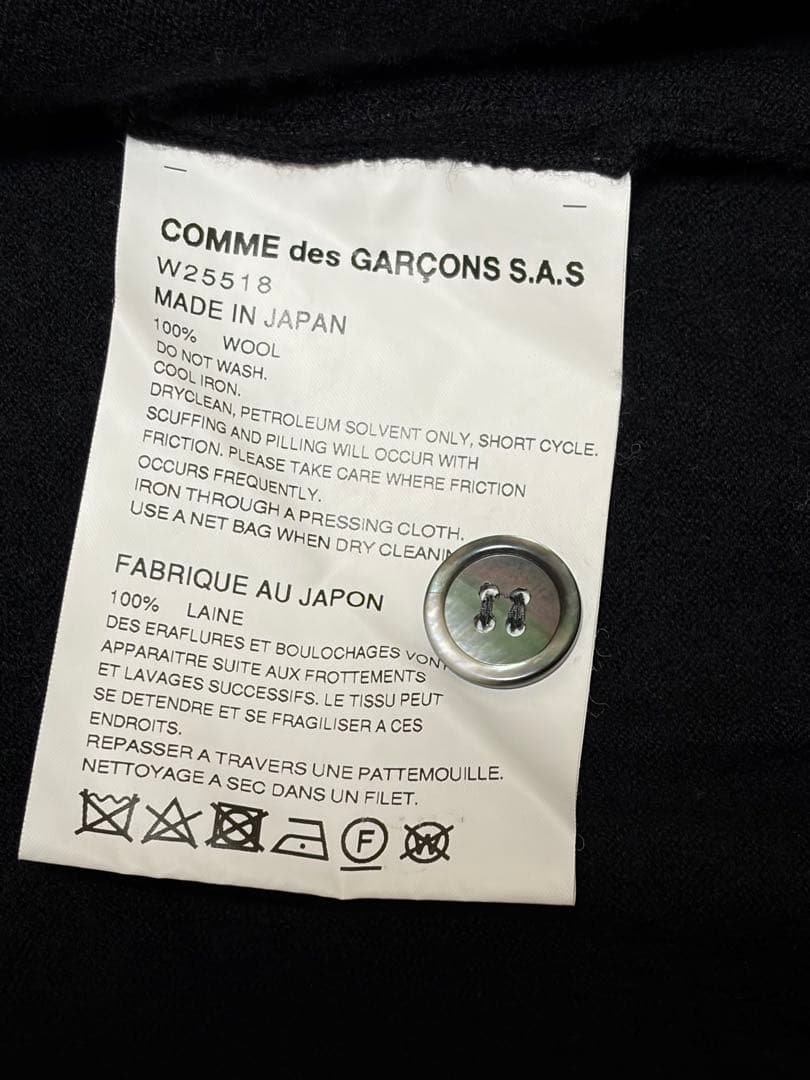 COMME des GARÇONS S.A.S
W25518
MADE IN JAPAN
100% WOOL
DO NOT WASH.
COOL IRON.
DRYCLEAN, PETROLEUM SOLVENT ONLY, SHORT CYCLE.
SCUFFING AND PILLING WILL OCCUR WITH
FRICTION. PLEASE TAKE CARE WHERE FRICTION
OCCURS FREQUENTLY.
IRON THROUGH A PRESSING CLOTH.
USE A NET BAG WHEN DRY
FABRIQUE AU JAPON
100% LAINE
DES ERAFLURES ET BOULOCHAGES VONT
APPARAITRE SUITE AUX FROTTEMENTS
ET LAVAGES SUCCESSIFS. LE TISSU PEUT
SE DETENDRE ET SE FRAGILISER A CES
ENDROITS.
REPASSER A TRAVERS UNE PATTEMOUILLE.
NETTOYAGE A SEC DANS UN FILET.
F W